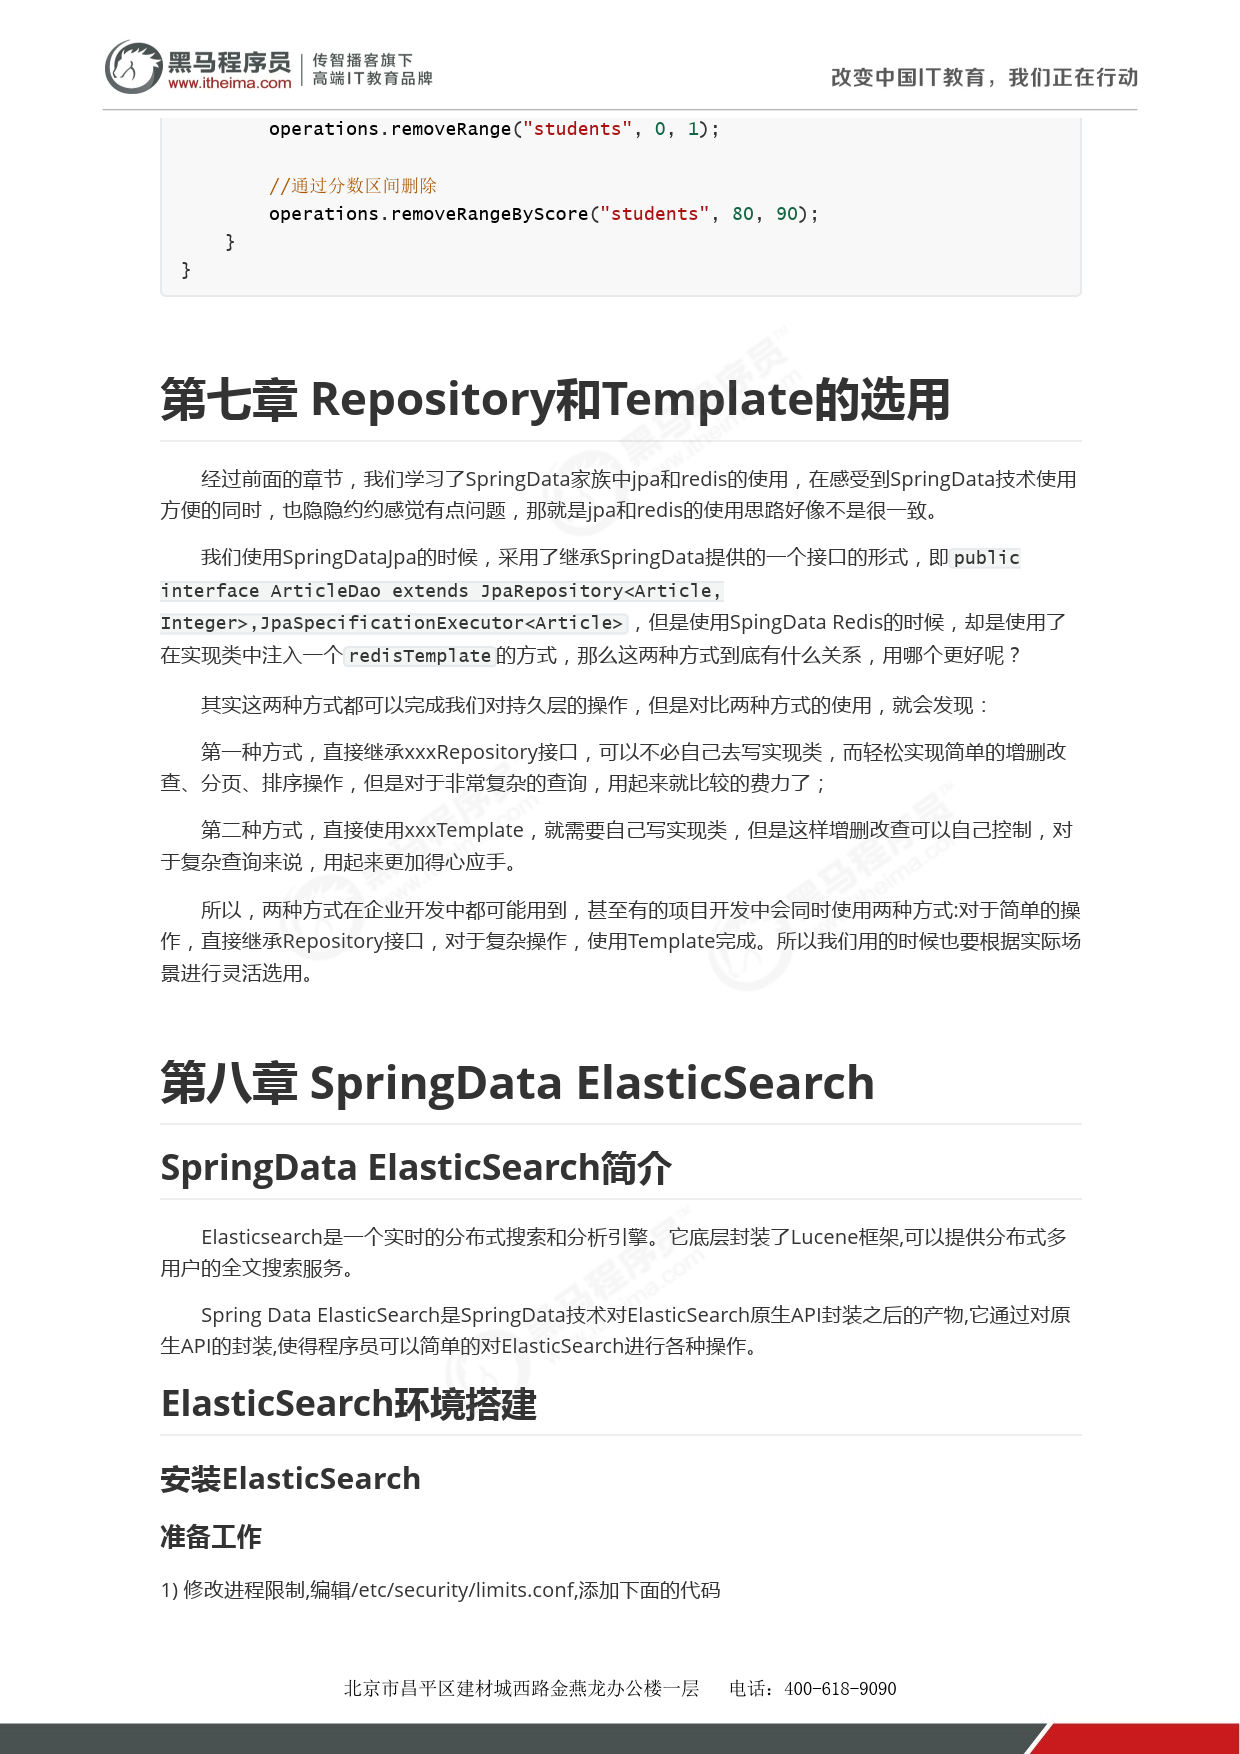 黑马程序员
www.itheima.com
传智播客旗下
高端IT教育品牌
改变中国IT教育，我们正在行动
operations.removeRange("students", 0, 1);
//通过分数区间删除
operations.removeRangeByScore("students", 80, 90);
}
}
第七章 Repository和Template的选用
经过前面的章节，我们学习了SpringData家族中jpa和redis的使用，在感受到SpringData技术使用
方便的同时，也隐隐约约感觉有点问题，那就是jpa和redis的使用思路好像不是很一致。
我们使用SpringDataJpa的时候，采用了继承SpringData提供的一个接口的形式，即 public
interface ArticleDao extends JpaRepository<Article,
Integer>,JpaSpecificationExecutor<Article> ，但是使用SpingData Redis的时候，却是使用了
在实现类中注入一个 redisTemplate 的方式，那么这两种方式到底有什么关系，用哪个更好呢？
其实这两种方式都可以完成我们对持久层的操作，但是对比两种方式的使用，就会发现：
第一种方式，直接继承xxxRepository接口，可以不必自己去写实现类，而轻松实现简单的增删改
查、分页、排序操作，但是对于非常复杂的查询，用起来就比较的费力了；
第二种方式，直接使用xxxTemplate，就需要自己写实现类，但是这样增删改查可以自己控制，对
于复杂查询来说，用起来更加得心应手。
所以，两种方式在企业开发中都可能用到，甚至有的项目开发中会同时使用两种方式:对于简单的操
作，直接继承Repository接口，对于复杂操作，使用Template完成。所以我们用的时候也要根据实际场
景进行灵活选用。
第八章 SpringData ElasticSearch
SpringData ElasticSearch简介
Elasticsearch是一个实时的分布式搜索和分析引擎。它底层封装了Lucene框架,可以提供分布式多
用户的全文搜索服务。
Spring Data ElasticSearch是SpringData技术对ElasticSearch原生API封装之后的产物,它通过对原
生API的封装,使得程序员可以简单的对ElasticSearch进行各种操作。
ElasticSearch环境搭建
安装ElasticSearch
准备工作
1) 修改进程限制,编辑/etc/security/limits.conf,添加下面的代码
北京市昌平区建材城西路金燕龙办公楼一层 电话：400-618-9090